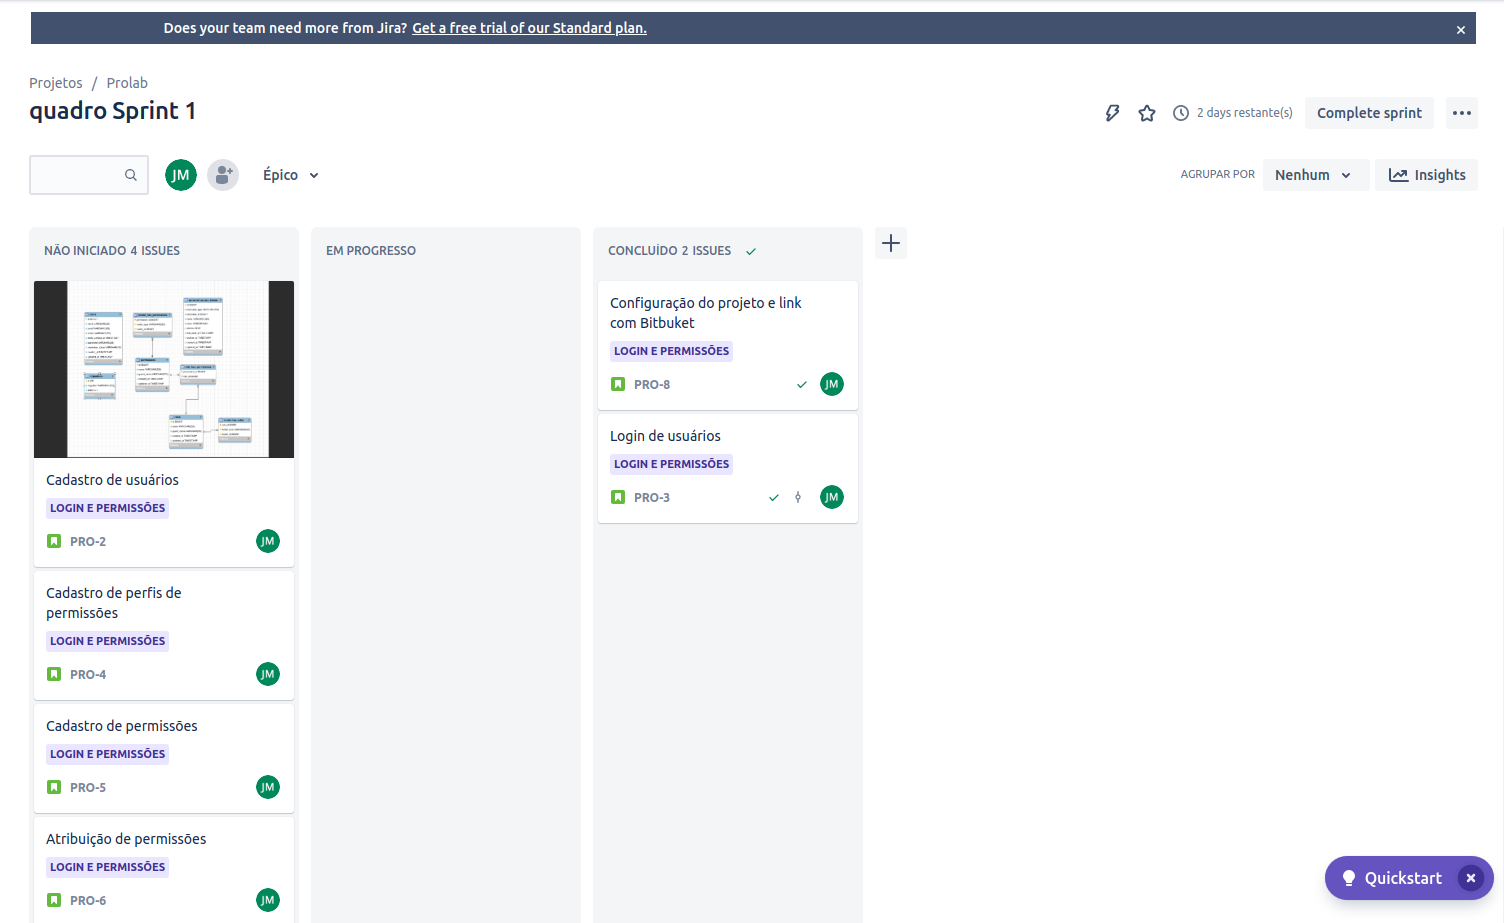 Does your team need more from Jira? Get a free trial of our Standard plan.
Projetos / Prolab
quadro Sprint 1
2 days restante(s)
Complete sprint
JM
Épico
AGRUPAR POR
Nenhum
Insights
NÃO INICIADO 4 ISSUES
Cadastro de usuários
LOGIN E PERMISSÕES
PRO-2
JM
Cadastro de perfis de
permissões
LOGIN E PERMISSÕES
PRO-4
JM
Cadastro de permissões
LOGIN E PERMISSÕES
PRO-5
JM
Atribuição de permissões
LOGIN E PERMISSÕES
PRO-6
JM
EM PROGRESSO
CONCLUÍDO 2 ISSUES
Configuração do projeto e link
com Bitbuket
LOGIN E PERMISSÕES
PRO-8
JM
Login de usuários
LOGIN E PERMISSÕES
PRO-3
JM
Quickstart